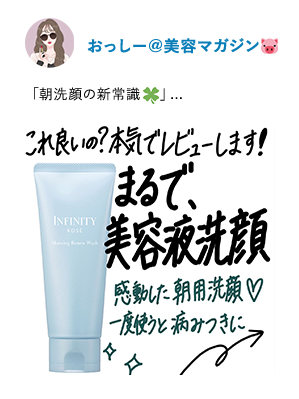 おっしー@美容マガジン🐷
「朝洗顔の新常識🍀」...
これ良いの?本気でレビューします!
まるで、
美容液洗顔
INFINITY
KOSÉ
Morning Beauty Wash
感動した朝用洗顔♡
一度使うと病みつきに